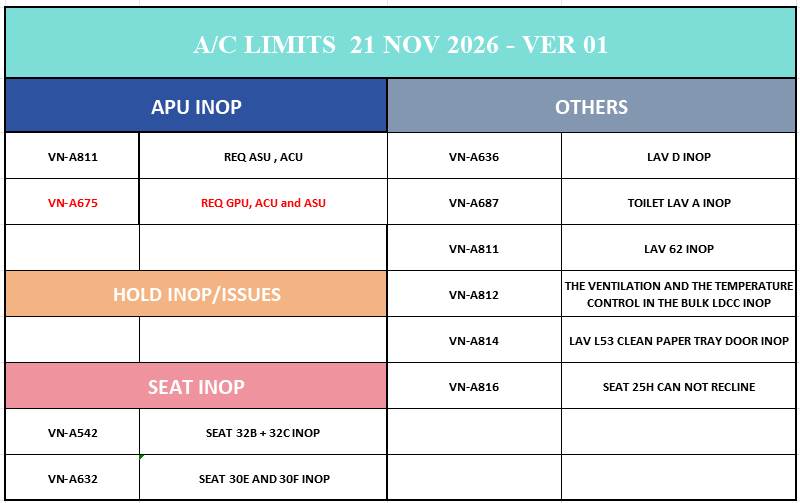 A/C LIMITS 21 NOV 2026 - VER 01
APU INOP
VN-A811 REQ ASU , ACU
VN-A675 REQ GPU, ACU and ASU
HOLD INOP/ISSUES
SEAT INOP
VN-A542 SEAT 32B + 32C INOP
VN-A632 SEAT 30E AND 30F INOP
OTHERS
VN-A636 LAV D INOP
VN-A687 TOILET LAV A INOP
VN-A811 LAV 62 INOP
VN-A812 THE VENTILATION AND THE TEMPERATURE
CONTROL IN THE BULK LDCC INOP
VN-A814 LAV L53 CLEAN PAPER TRAY DOOR INOP
VN-A816 SEAT 25H CAN NOT RECLINE